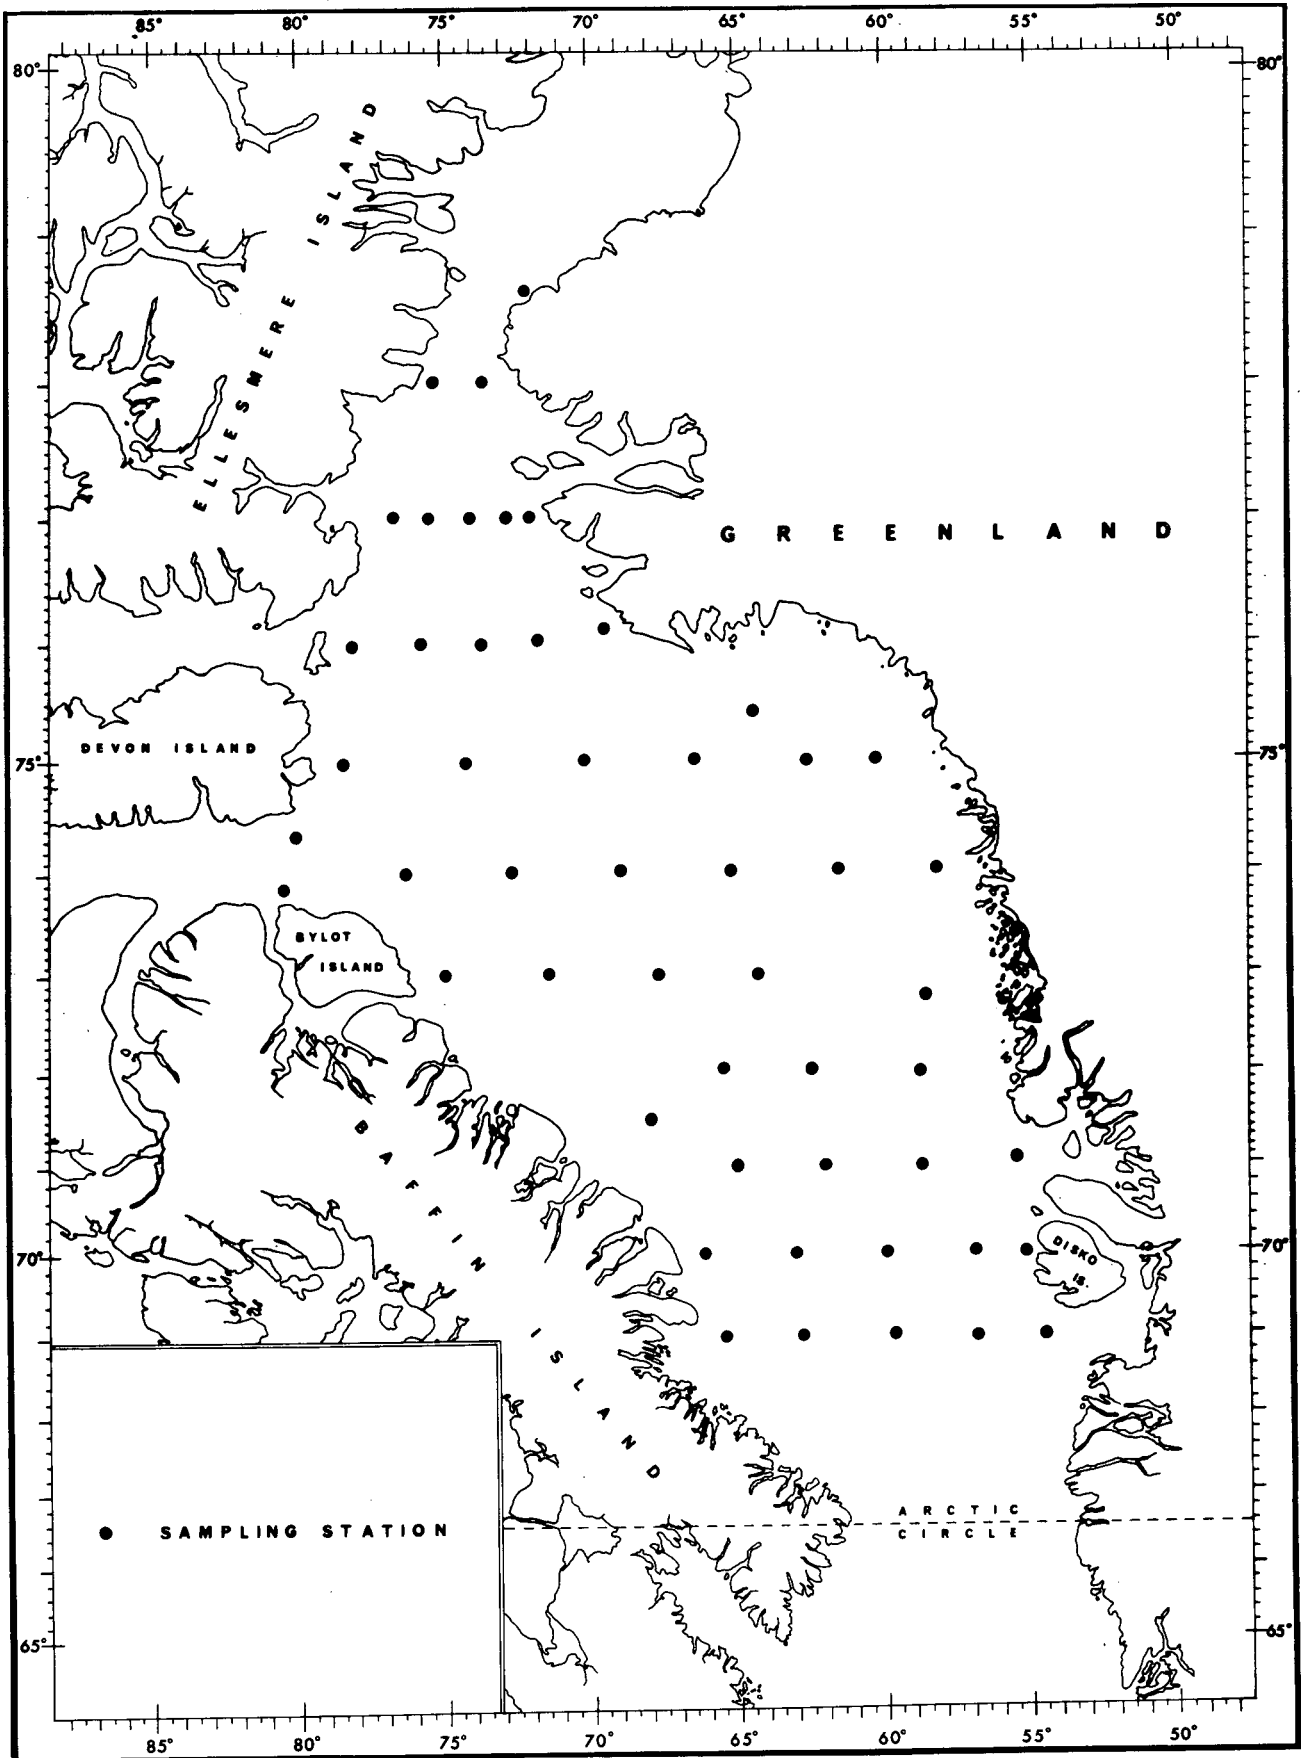 85° 80° 75° 70° 65° 60° 55° 50°
80° 80°
ELLESMERE ISLAND
GREENLAND
DEVON ISLAND
75° 75°
BYLOT
ISLAND
BAFFIN ISLAND
DISKO
IS.
70° 70°
ARCTIC
CIRCLE
SAMPLING STATION
65° 65°
85° 80° 75° 70° 65° 60° 55° 50°